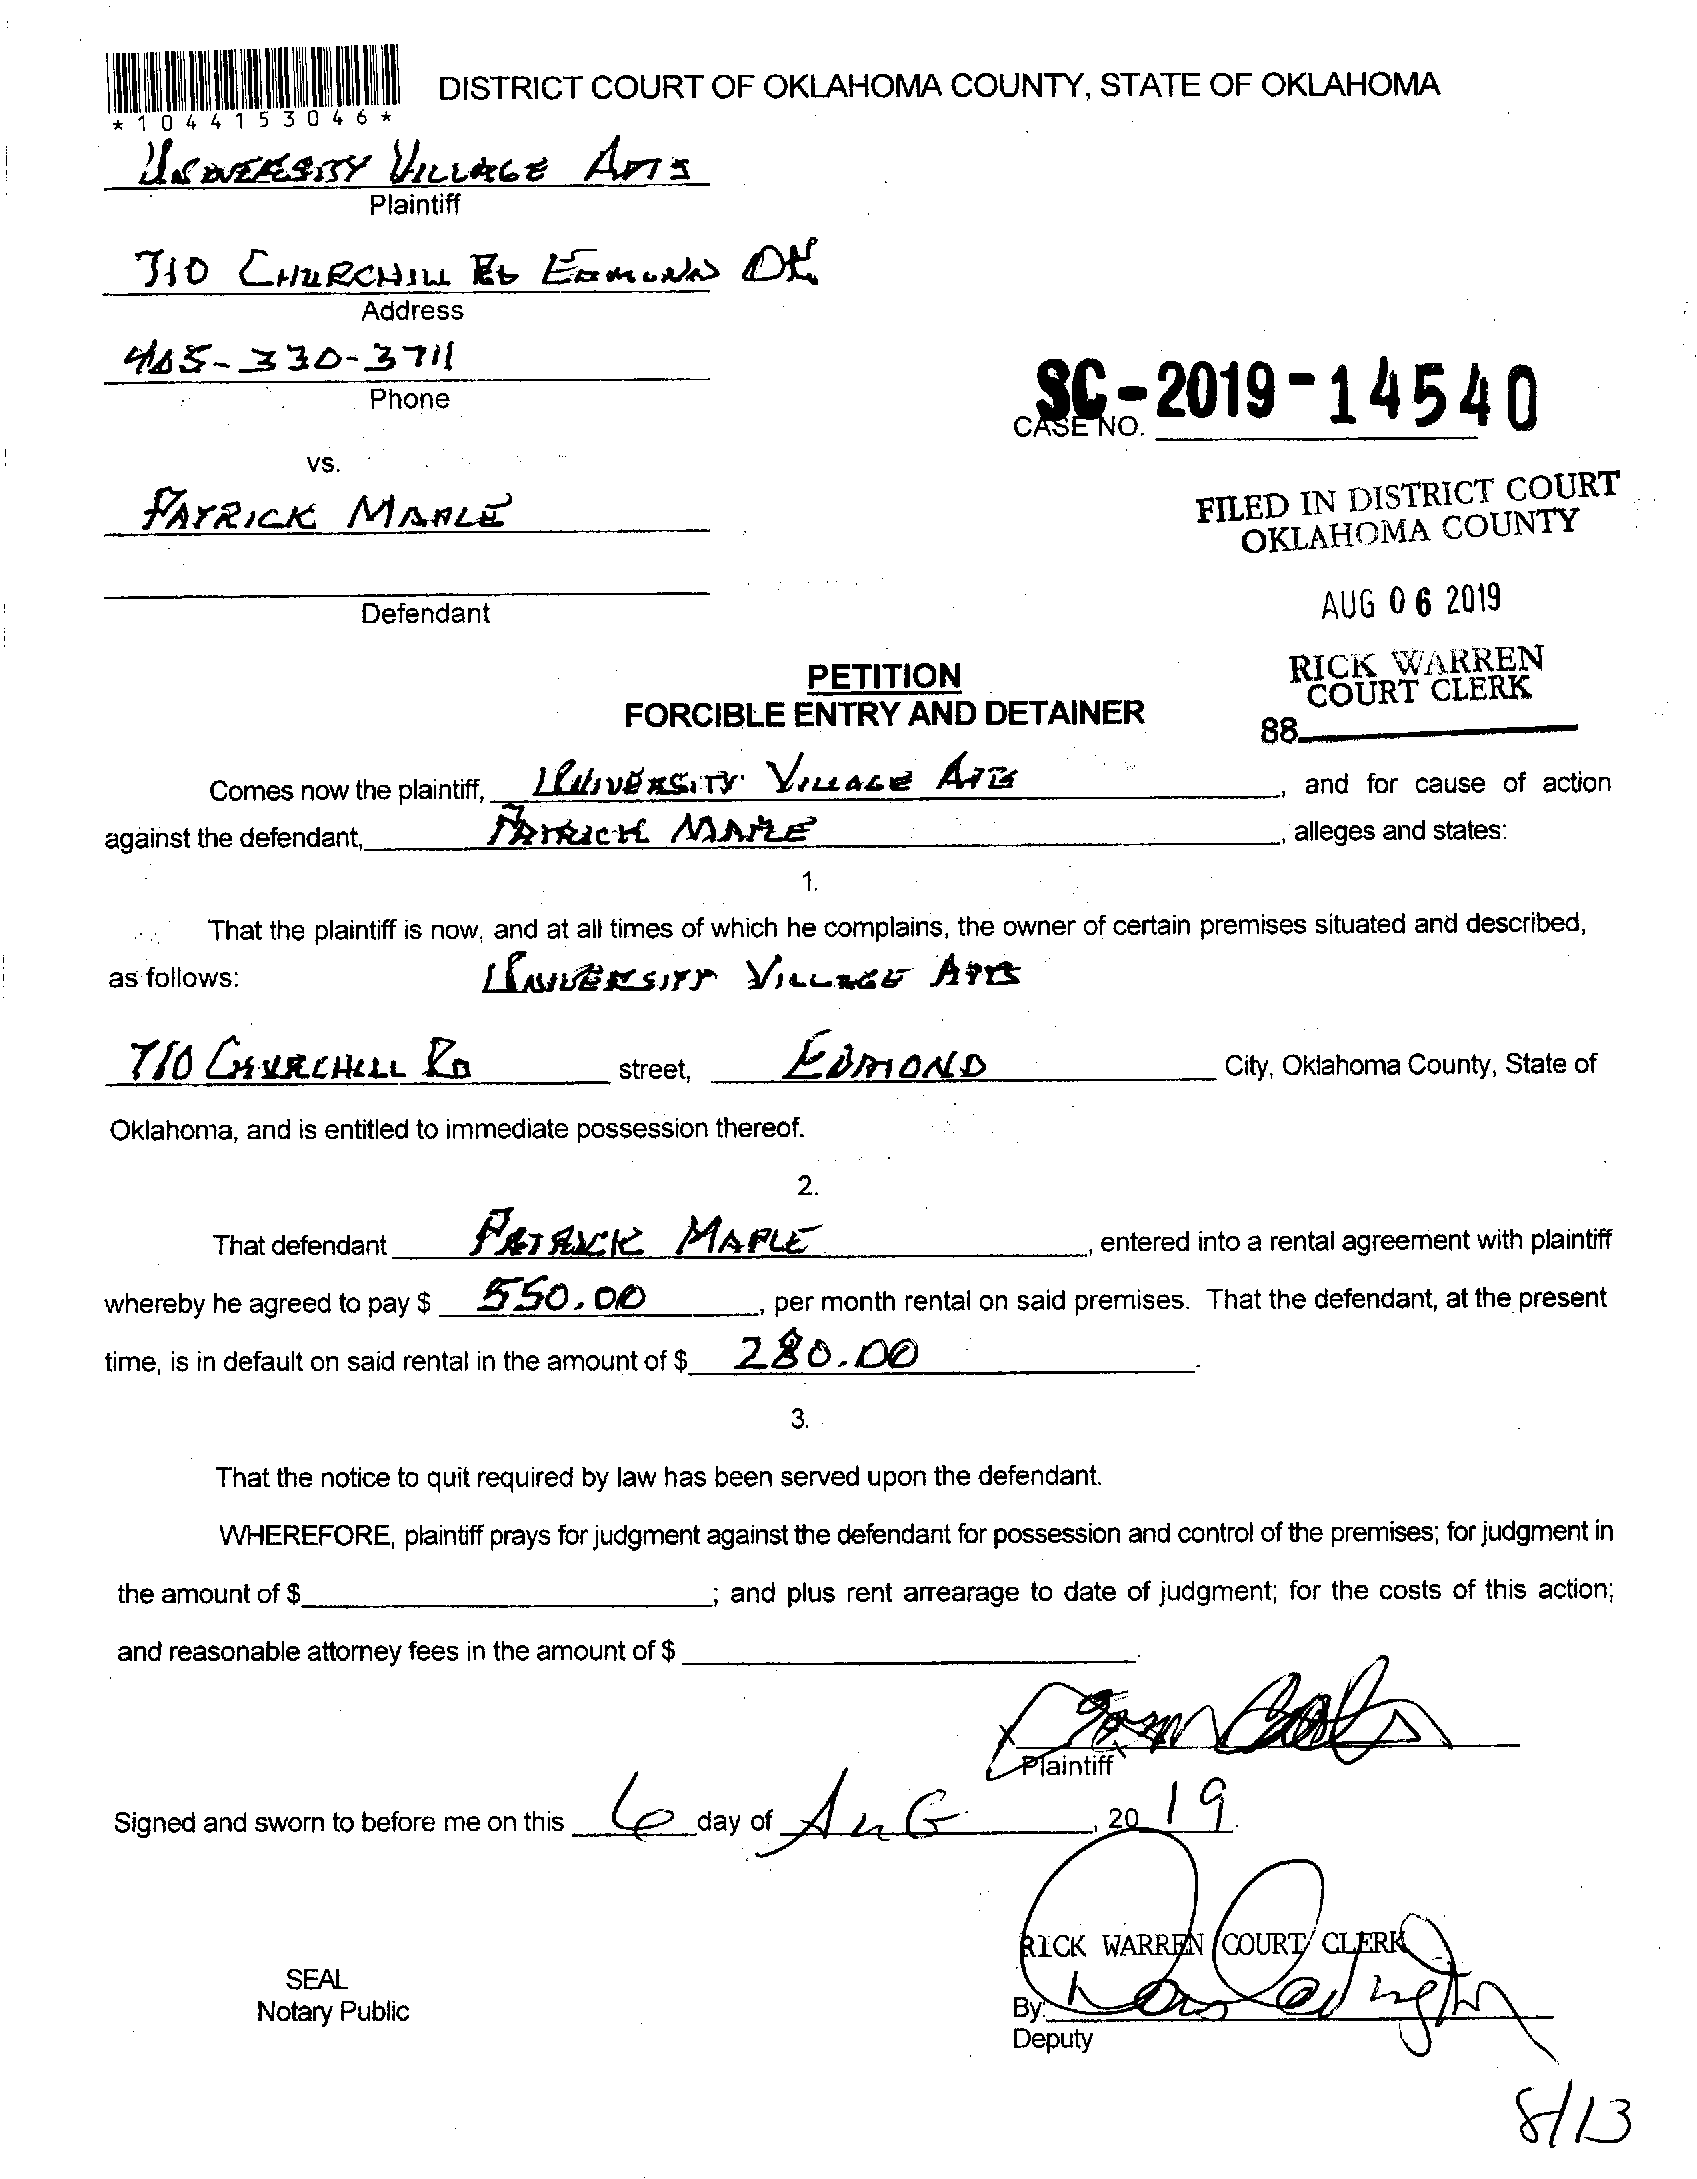 DISTRICT COURT OF OKLAHOMA COUNTY, STATE OF OKLAHOMA
*1044153046*
UNIVERSITY VILLAGE APTS
Plaintiff
710 CHURCHILL RD EDMOND OK
Address
405-330-3711
Phone
SC-2019-14540
CASE NO.
vs.
PATRICK MAPLE
FILED IN DISTRICT COURT
OKLAHOMA COUNTY
Defendant
AUG 06 2019
RICK WARREN
COURT CLERK
88
PETITION
FORCIBLE ENTRY AND DETAINER
Comes now the plaintiff, UNIVERSITY VILLAGE APTS, and for cause of action
against the defendant, PATRICK MAPLE, alleges and states:
1.
That the plaintiff is now, and at all times of which he complains, the owner of certain premises situated and described,
as follows: UNIVERSITY VILLAGE APTS
710 CHURCHILL RD street, EDMOND City, Oklahoma County, State of
Oklahoma, and is entitled to immediate possession thereof.
2.
That defendant PATRICK MAPLE, entered into a rental agreement with plaintiff
whereby he agreed to pay $ 550.00, per month rental on said premises. That the defendant, at the present
time, is in default on said rental in the amount of $ 280.00.
3.
That the notice to quit required by law has been served upon the defendant.
WHEREFORE, plaintiff prays for judgment against the defendant for possession and control of the premises; for judgment in
the amount of $ ; and plus rent arrearage to date of judgment; for the costs of this action;
and reasonable attorney fees in the amount of $ .
Plaintiff
Signed and sworn to before me on this 6 day of AUG, 2019.
RICK WARREN COURT CLERK
SEAL
Notary Public
By:
Deputy
8/13